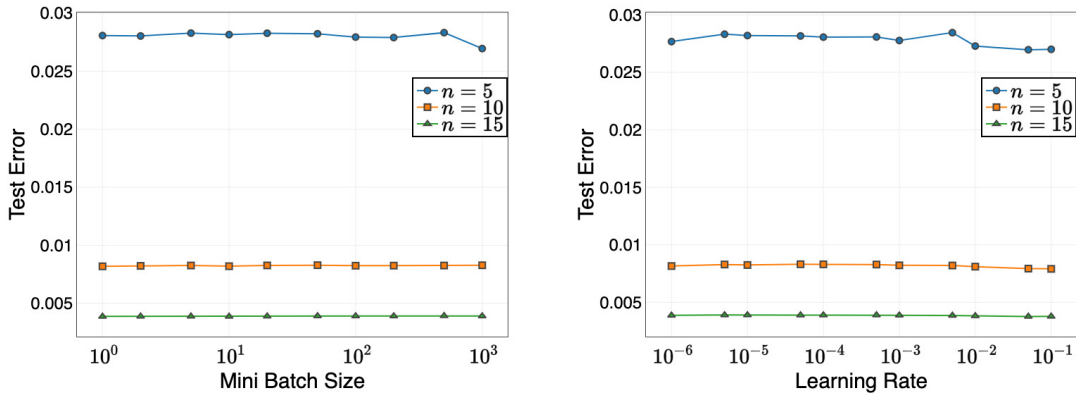 0.03
0.025
0.02
0.015
0.01
0.005
Test Error
10^0
10^1
10^2
10^3
Mini Batch Size
n = 5
n = 10
n = 15
0.03
0.025
0.02
0.015
0.01
0.005
Test Error
10^{-6}
10^{-5}
10^{-4}
10^{-3}
10^{-2}
10^{-1}
Learning Rate
n = 5
n = 10
n = 15